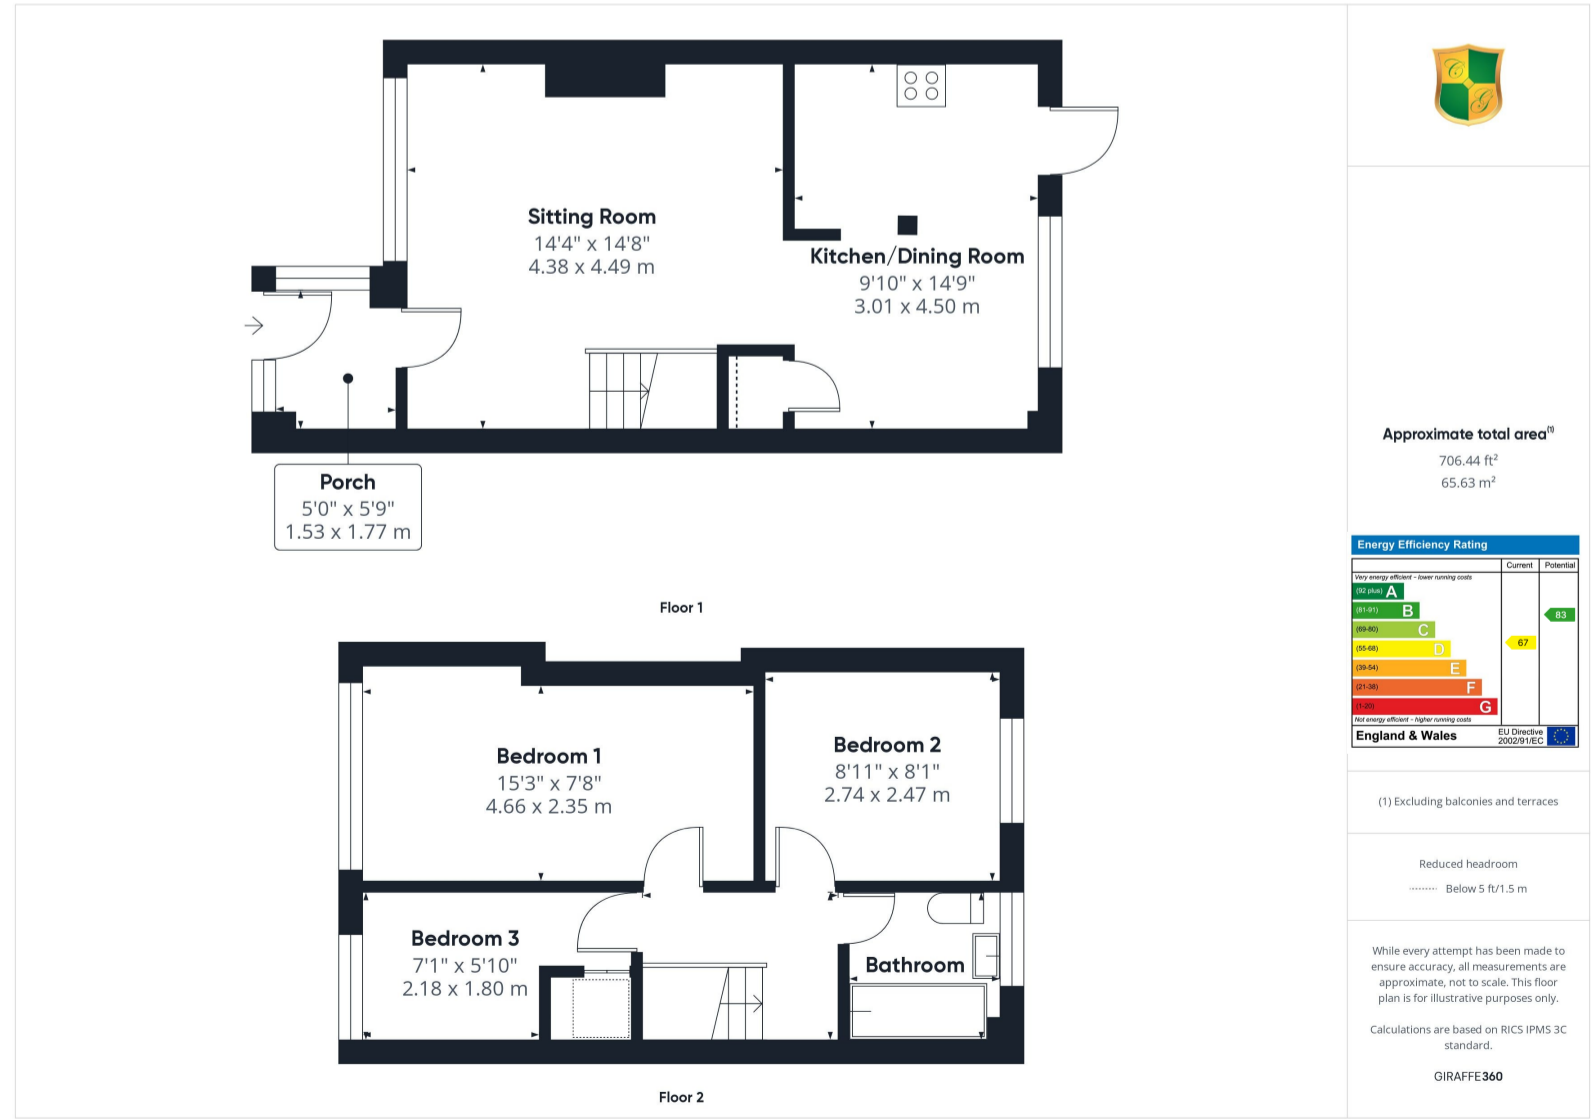 Sitting Room
14'4" x 14'8"
4.38 x 4.49 m
Kitchen/Dining Room
9'10" x 14'9"
3.01 x 4.50 m
Porch
5'0" x 5'9"
1.53 x 1.77 m
Floor 1
Bedroom 1
15'3" x 7'8"
4.66 x 2.35 m
Bedroom 2
8'11" x 8'1"
2.74 x 2.47 m
Bedroom 3
7'1" x 5'10"
2.18 x 1.80 m
Bathroom
Floor 2
C
G
Approximate total area(1)
706.44 ft²
65.63 m²
Energy Efficiency Rating
Current Potential
Very energy efficient - lower running costs
(92 plus) A
(81-91) B
83
(69-80) C
67
(55-68) D
(39-54) E
(21-38) F
(1-20) G
Not energy efficient - higher running costs
England & Wales
EU Directive
2002/91/EC
(1) Excluding balconies and terraces
Reduced headroom
Below 5 ft/1.5 m
While every attempt has been made to
ensure accuracy, all measurements are
approximate, not to scale. This floor
plan is for illustrative purposes only.
Calculations are based on RICS IPMS 3C
standard.
GIRAFFE360